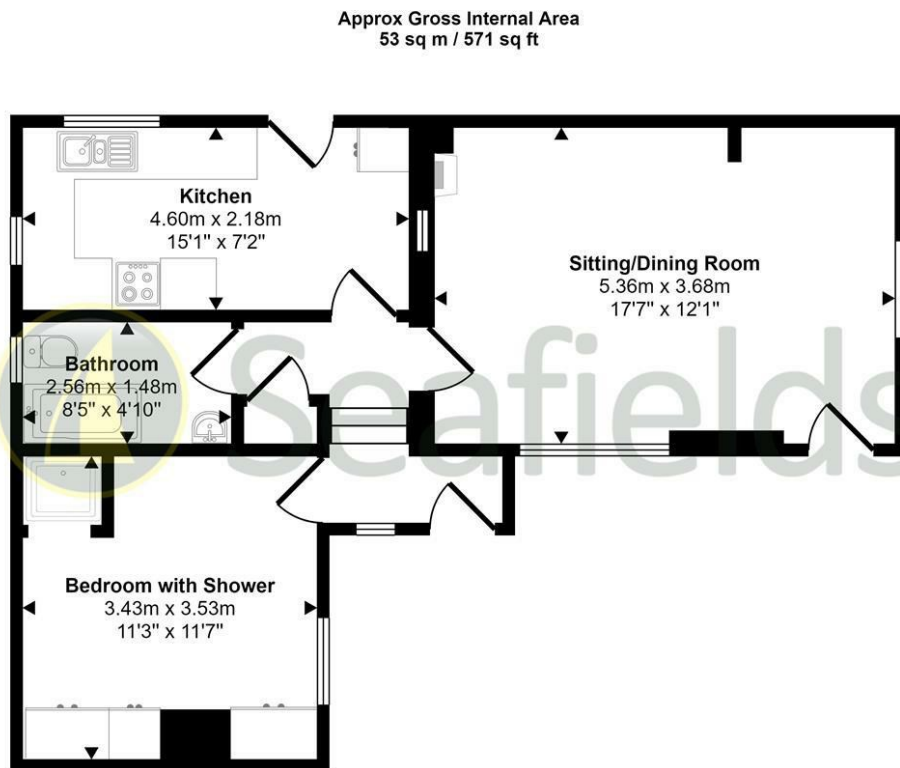 Approx Gross Internal Area
53 sq m / 571 sq ft
Kitchen
4.60m x 2.18m
15'1" x 7'2"
Sitting/Dining Room
5.36m x 3.68m
17'7" x 12'1"
Bathroom
2.56m x 1.48m
8'5" x 4'10"
Seafields
Bedroom with Shower
3.43m x 3.53m
11'3" x 11'7"